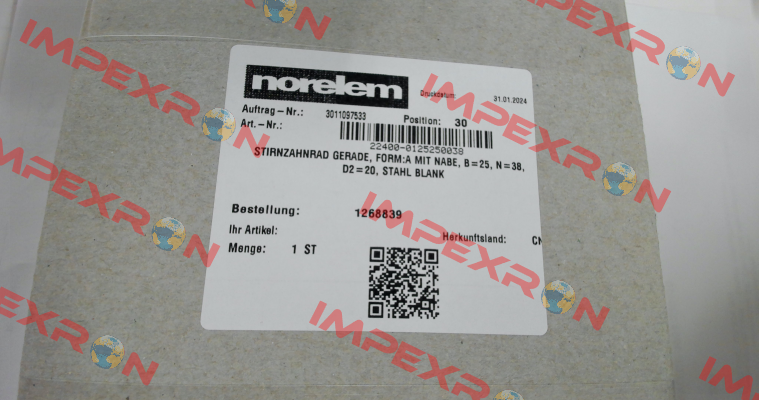 norelem
Druckdatum: 31.01.2024
Auftrag-Nr.: 3011097533 Position: 30
Art.-Nr.:
22400-0125250038
STIRNZAHNRAD GERADE, FORM:A MIT NABE, B=25, N=38,
D2=20, STAHL BLANK
Bestellung: 1268839
Ihr Artikel: Herkunftsland: CN
Menge: 1 ST
IMPEXRON
IMPEXRON
IMPEXRON
IMPEXRON
IMPEXRON
IMPEXRON